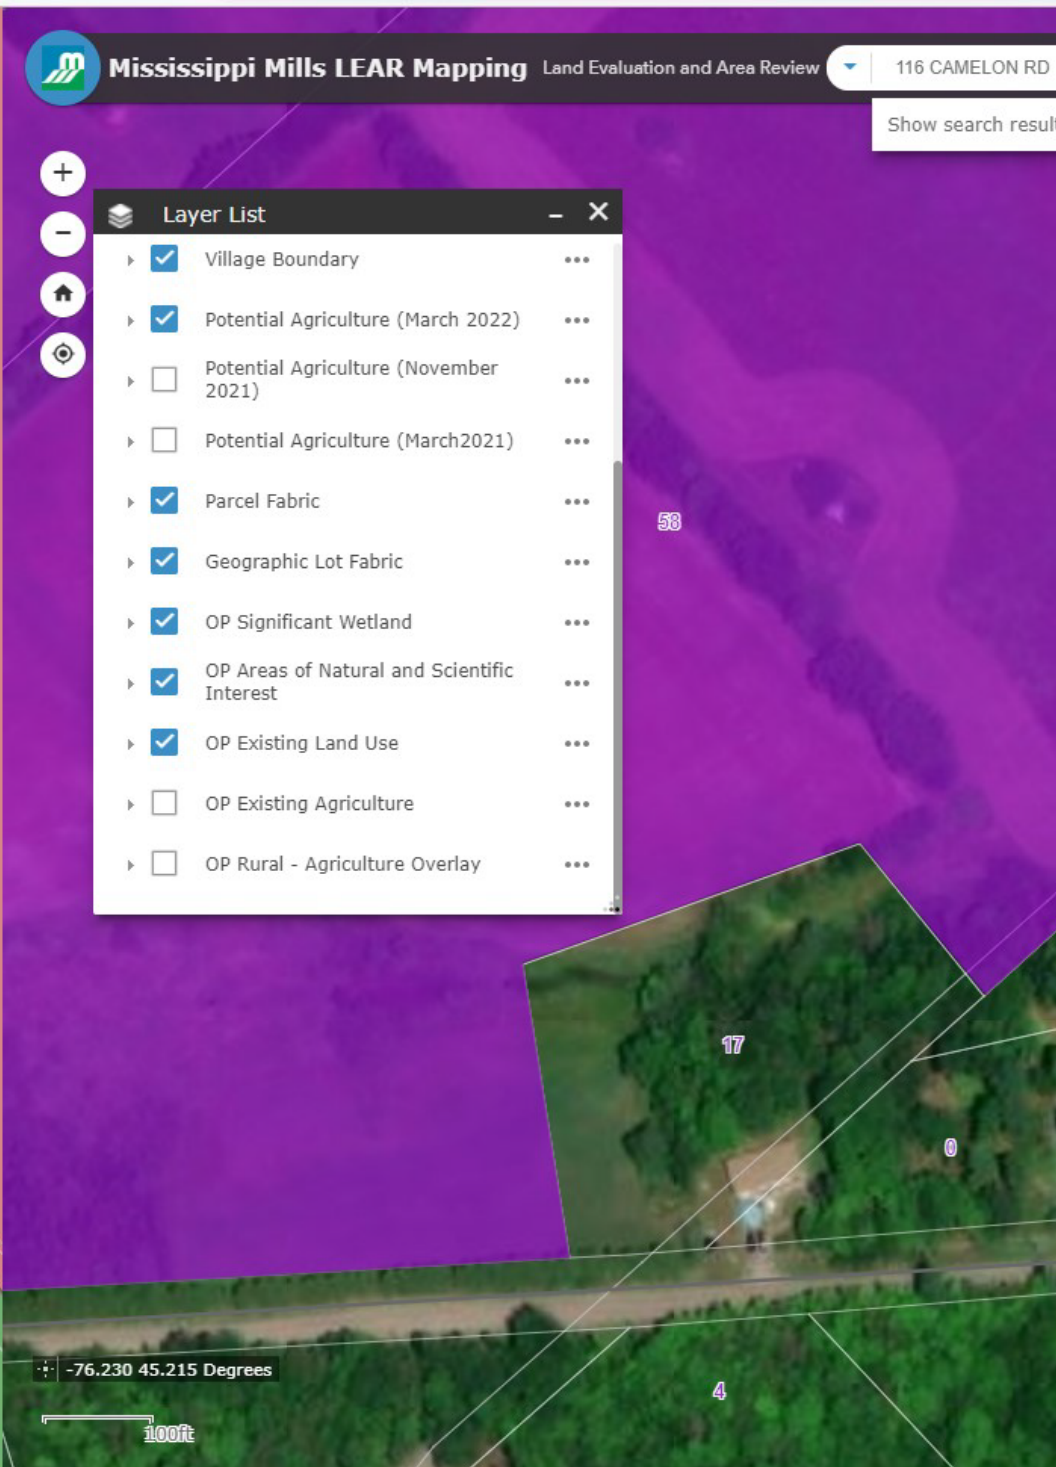 Mississippi Mills LEAR Mapping Land Evaluation and Area Review 116 CAMELON RD
Show search resul
Layer List
Village Boundary
Potential Agriculture (March 2022)
Potential Agriculture (November
2021)
Potential Agriculture (March2021)
Parcel Fabric
Geographic Lot Fabric
OP Significant Wetland
OP Areas of Natural and Scientific
Interest
OP Existing Land Use
OP Existing Agriculture
OP Rural - Agriculture Overlay
58
17
0
4
-76.230 45.215 Degrees
100ft